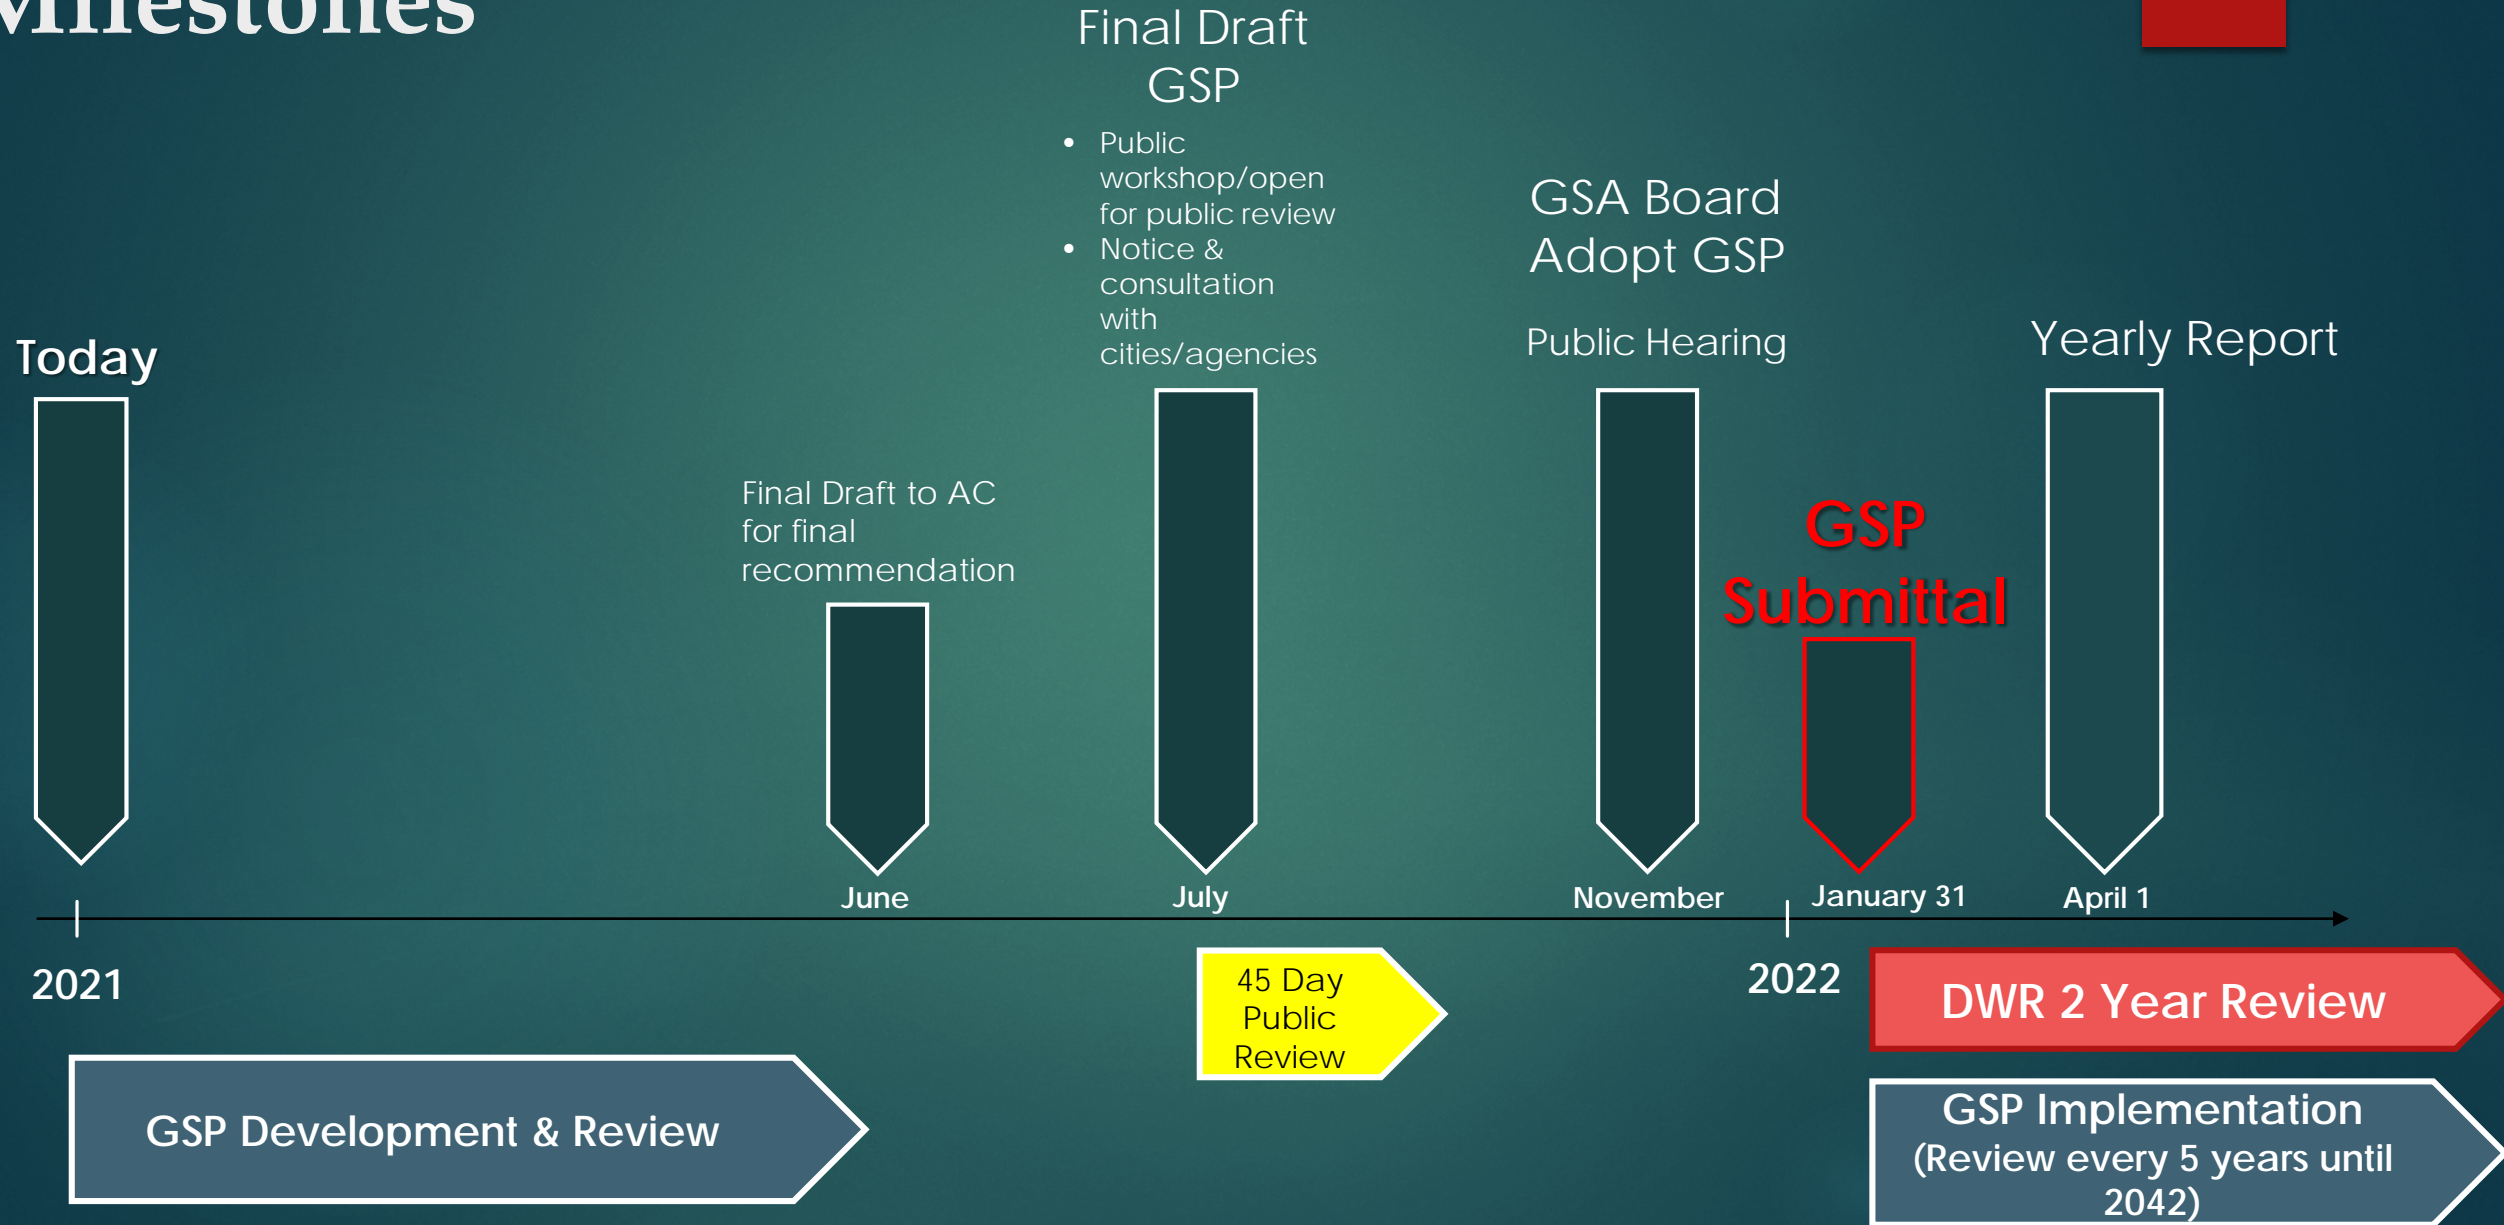 Milestones
Final Draft
GSP
• Public
workshop/open
for public review
• Notice &
consultation
with
cities/agencies
GSA Board
Adopt GSP
Public Hearing
Yearly Report
Today
Final Draft to AC
for final
recommendation
GSP
Submittal
June
July
November
January 31
April 1
2021
2022
45 Day
Public
Review
DWR 2 Year Review
GSP Development & Review
GSP Implementation
(Review every 5 years until
2042)